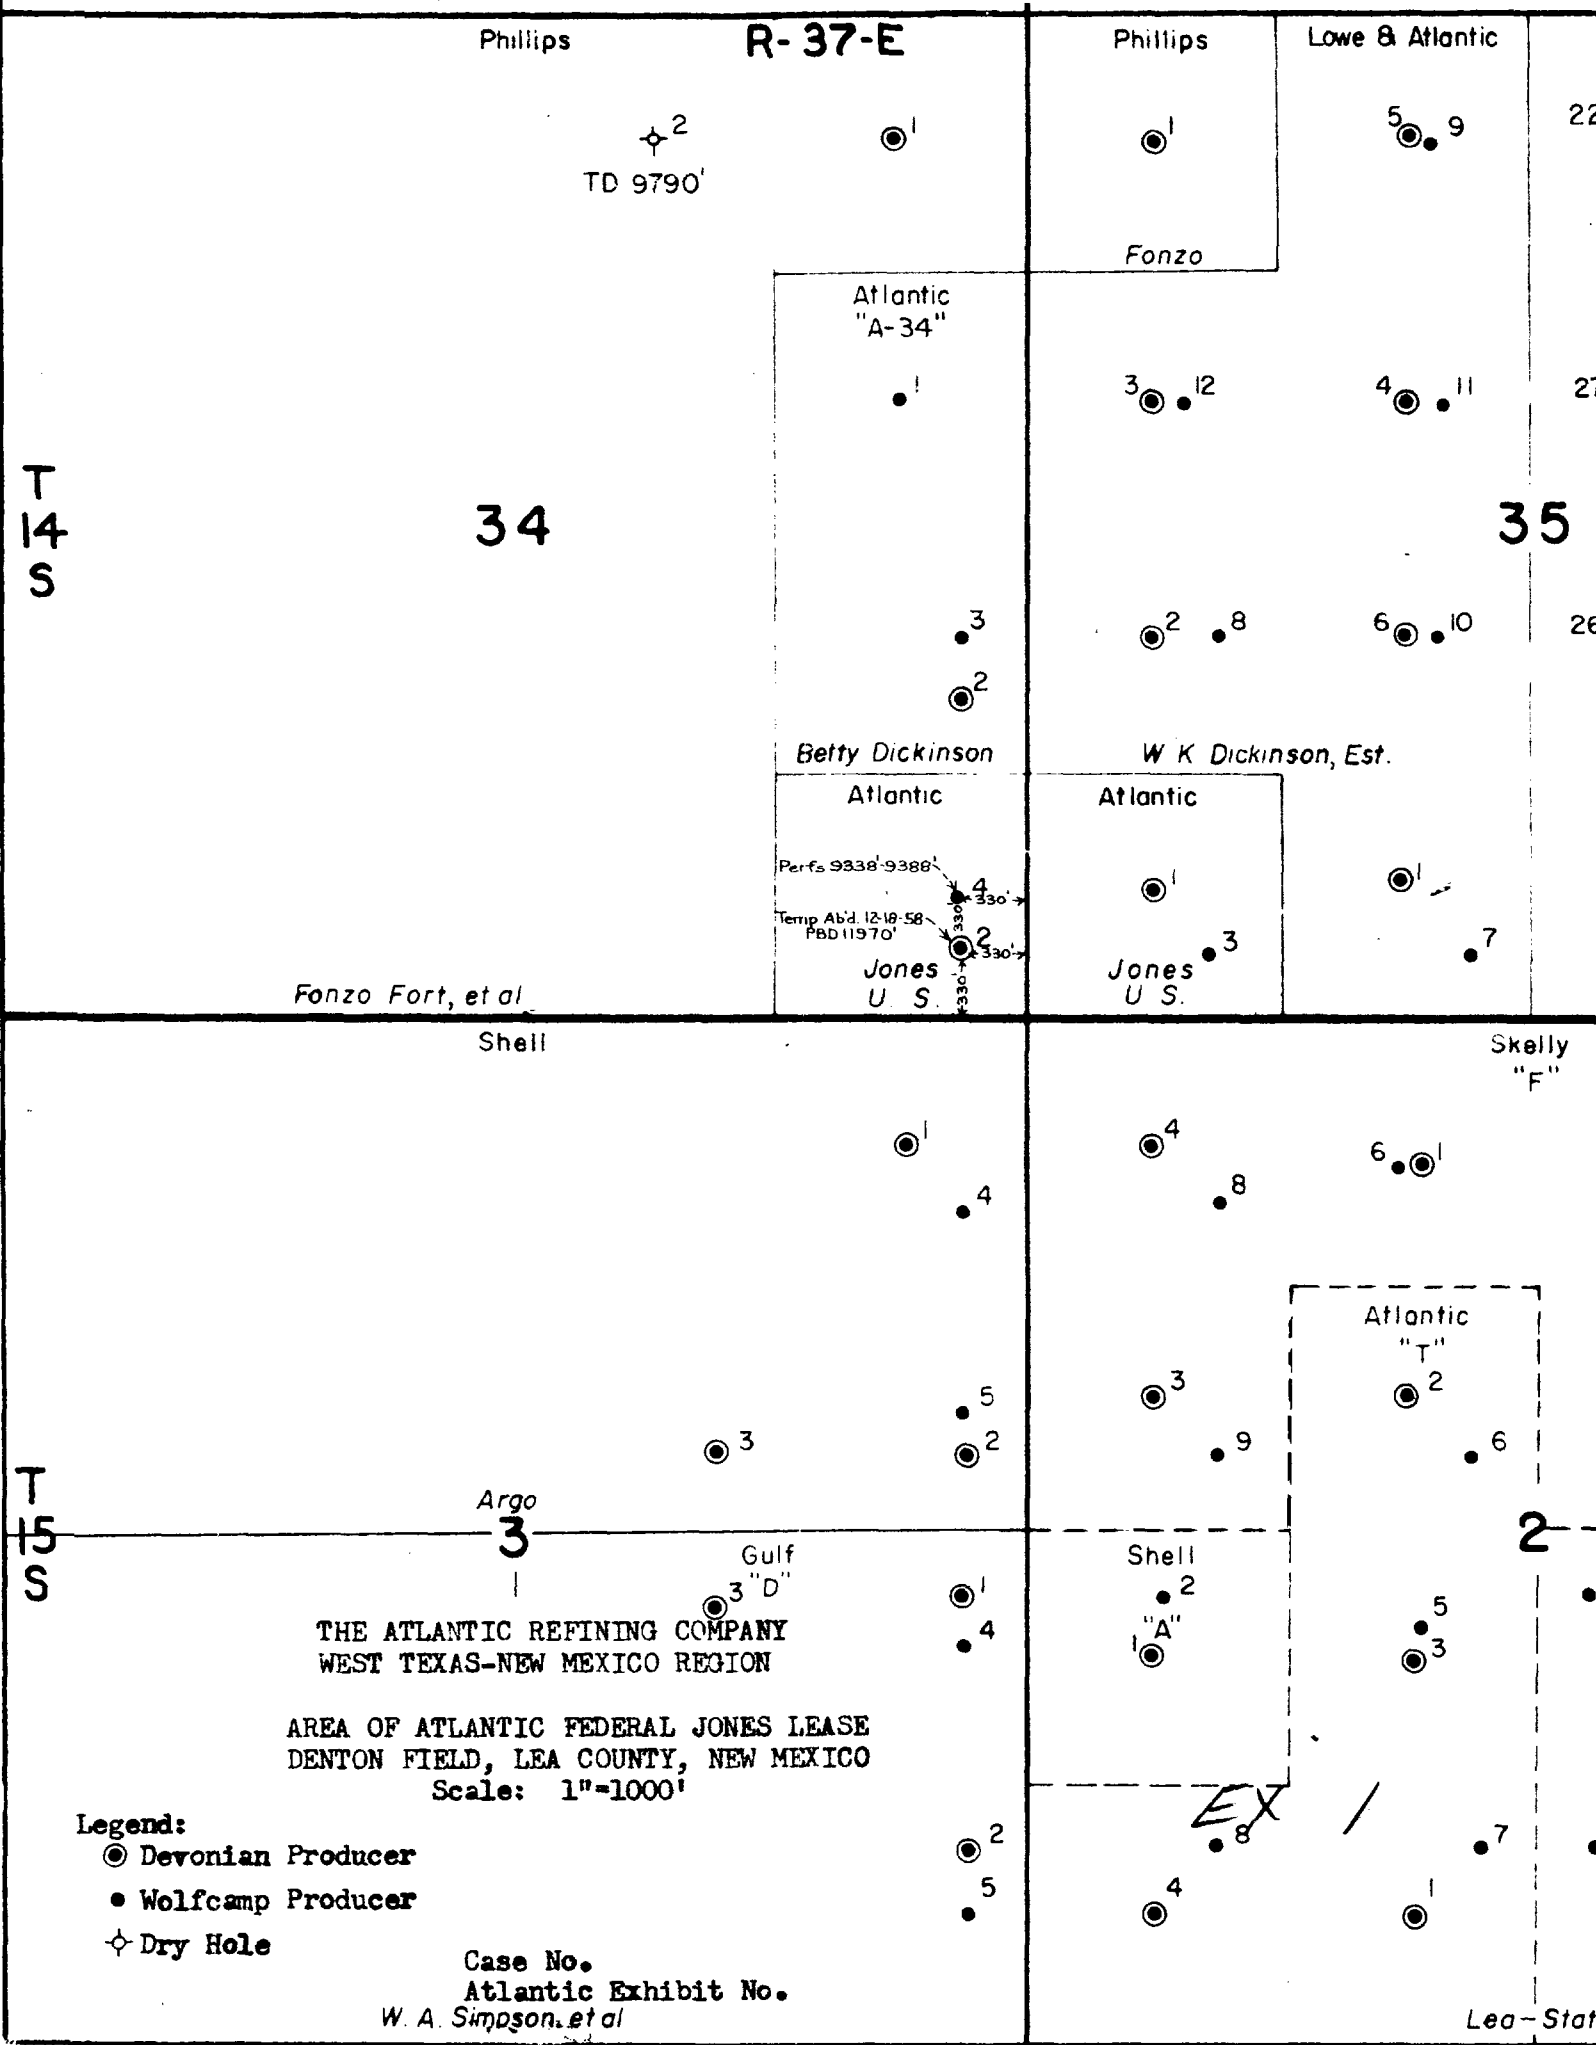 Phillips
R-37-E
Phillips
Lowe & Atlantic
2
1
1
5
9
22
TD 9790'
Fonzo
Atlantic
"A-34"
1
3
12
4
11
27
T
14
S
34
35
3
2
8
6
10
26
2
Betty Dickinson
W K Dickinson, Est.
Atlantic
Atlantic
Perfs 9338'-9388'
4
330'
330'
1
1
Temp Ab'd. 12-18-58
PBD 11970'
2
330'
330'
3
7
Jones
U. S.
Jones
U S.
Fonzo Fort, et al
Shell
Skelly
"F"
1
4
6
1
4
8
Atlantic
"T"
5
3
2
3
2
9
6
Argo
T
15
S
3
2
Gulf
"D"
Shell
"A"
3
1
2
5
4
1
3
THE ATLANTIC REFINING COMPANY
WEST TEXAS-NEW MEXICO REGION
AREA OF ATLANTIC FEDERAL JONES LEASE
DENTON FIELD, LEA COUNTY, NEW MEXICO
Scale: 1"=1000'
EX 1
Legend:
Devonian Producer
Wolfcamp Producer
Dry Hole
2
8
7
5
4
1
Case No.
Atlantic Exhibit No.
W. A. Simpson, et al
Lea-Stat